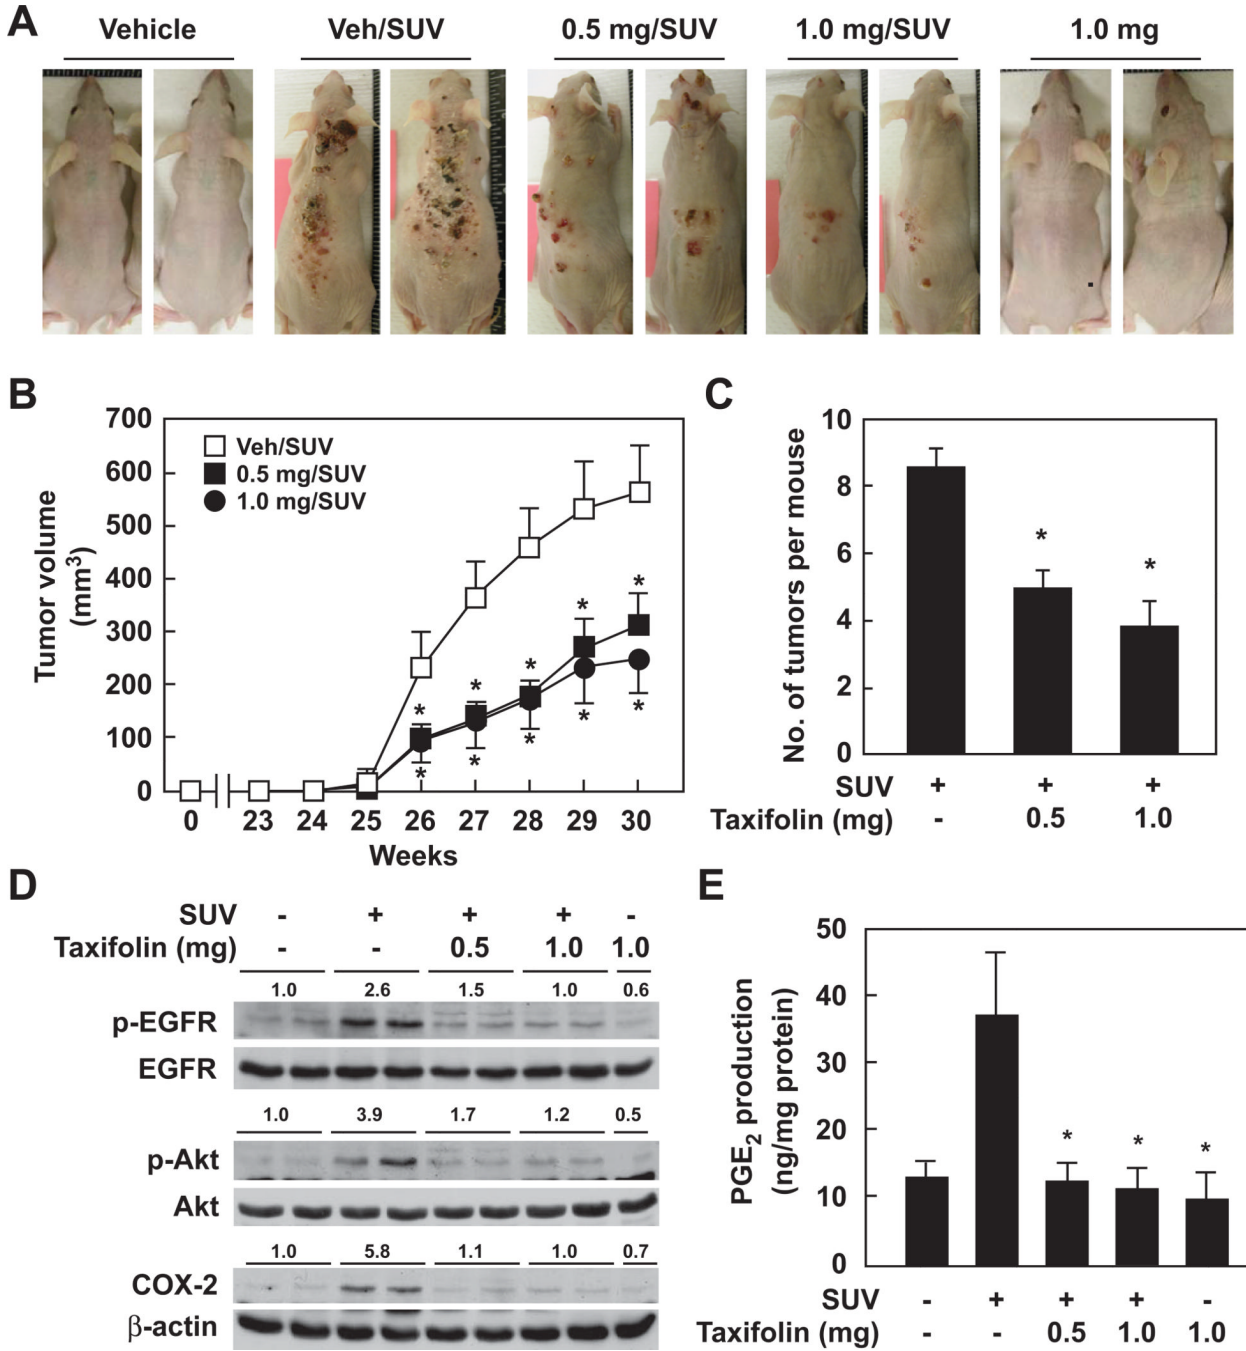 A
Vehicle Veh/SUV 0.5 mg/SUV 1.0 mg/SUV 1.0 mg
B
Tumor volume
(mm³)
700
600
500
400
300
200
100
0
Veh/SUV
0.5 mg/SUV
1.0 mg/SUV
* * * * *
* * * * *
0 23 24 25 26 27 28 29 30
Weeks
C
No. of tumors per mouse
10
8
6
4
2
0
* *
SUV + + +
Taxifolin (mg) - 0.5 1.0
D
SUV - + + + -
Taxifolin (mg) - - 0.5 1.0 1.0
1.0 2.6 1.5 1.0 0.6
p-EGFR
EGFR
1.0 3.9 1.7 1.2 0.5
p-Akt
Akt
1.0 5.8 1.1 1.0 0.7
COX-2
β-actin
E
PGE₂ production
(ng/mg protein)
50
40
30
20
10
0
* * *
SUV - + + + -
Taxifolin (mg) - - 0.5 1.0 1.0